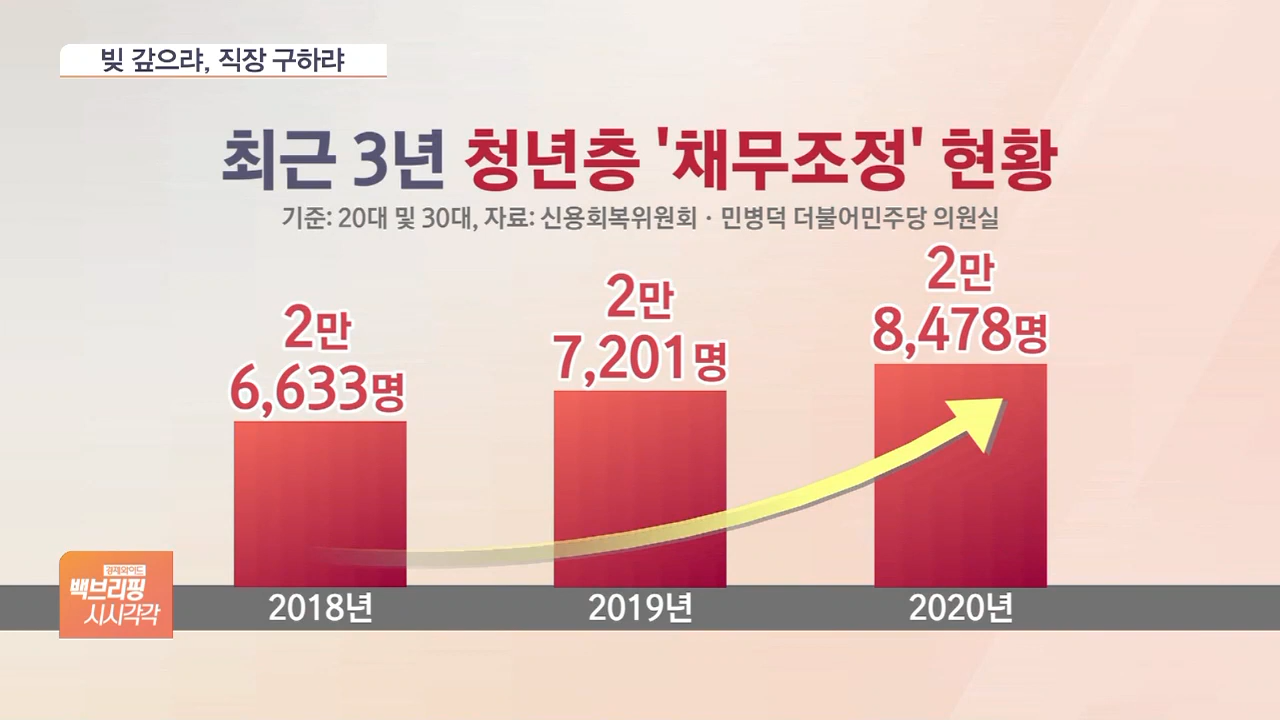 빚 갚으랴, 직장 구하랴
최근 3년 청년층 '채무조정' 현황
기준: 20대 및 30대, 자료: 신용회복위원회 · 민병덕 더불어민주당 의원실
2만
6,633명
2만
7,201명
2만
8,478명
2018년
2019년
2020년
경제와이드
백브리핑
시시각각